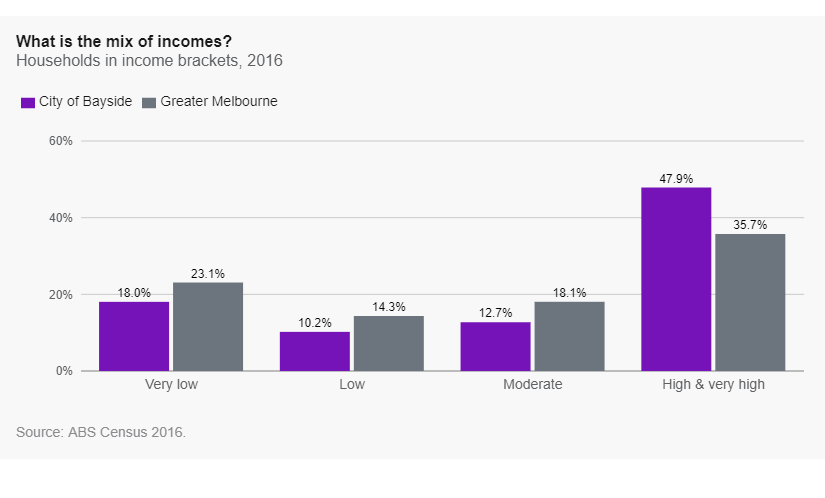 What is the mix of incomes?
Households in income brackets, 2016
City of Bayside Greater Melbourne
60%
40%
20%
0%
18.0% 23.1% 10.2% 14.3% 12.7% 18.1% 47.9% 35.7%
Very low Low Moderate High & very high
Source: ABS Census 2016.